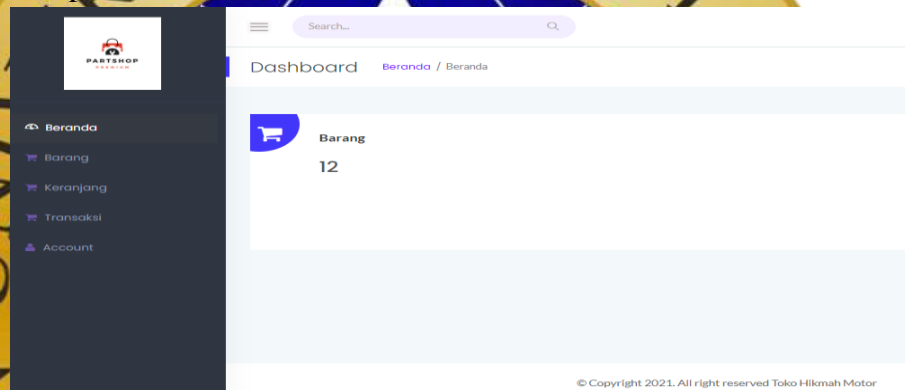 PARTSHOP
PREMIUM
Search...
Dashboard
Beranda / Beranda
Beranda
Barang
Keranjang
Transaksi
Account
Barang
12
© Copyright 2021. All right reserved Toko Hikmah Motor